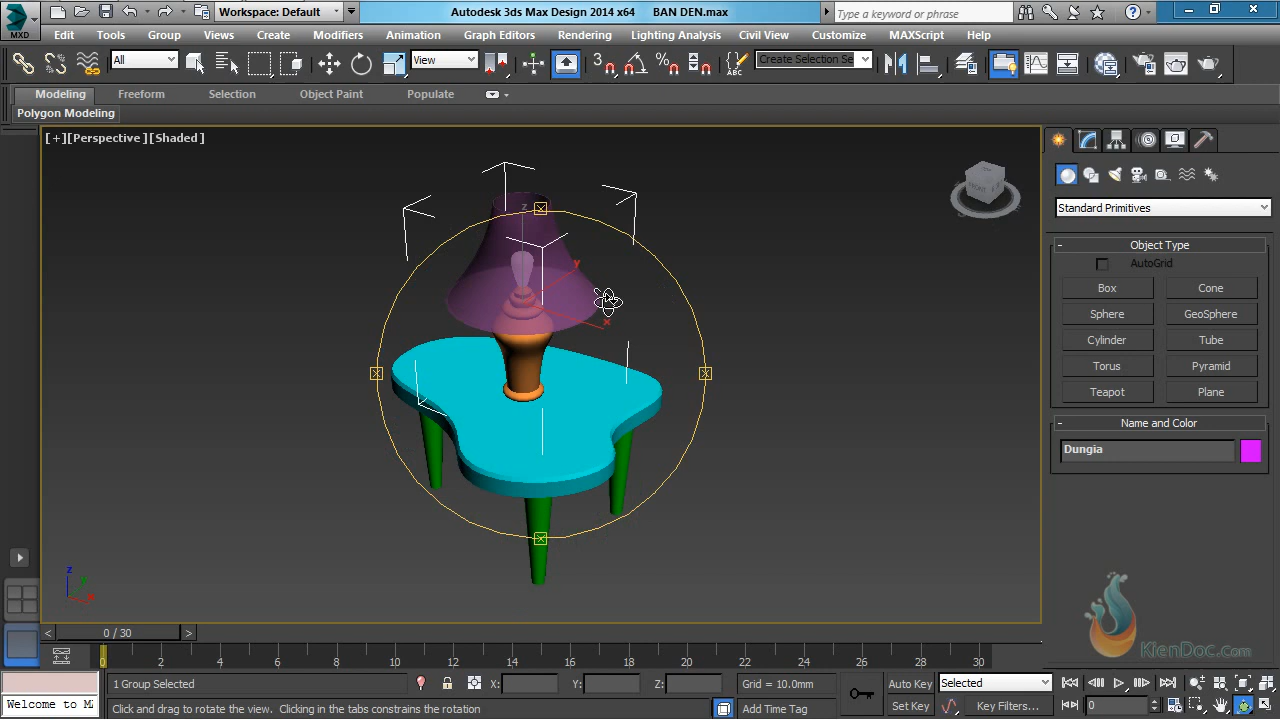 Autodesk 3ds Max Design 2014 x64 BAN DEN.max
MXD
Workspace: Default
Type a keyword or phrase
Edit Tools Group Views Create Modifiers Animation Graph Editors Rendering Lighting Analysis Civil View Customize MAXScript Help
All View Create Selection Se
Modeling Freeform Selection Object Paint Populate
Polygon Modeling
[+][Perspective][Shaded]
Standard Primitives
Object Type
AutoGrid
Box Cone
Sphere GeoSphere
Cylinder Tube
Torus Pyramid
Teapot Plane
Name and Color
Dungia
z
y
x
FRONT
z
x
KienDoc.Com
< 0 / 30 >
0 2 4 6 8 10 12 14 16 18 20 22 24 26 28 30
1 Group Selected X: Y: Z: Grid = 10.0mm Auto Key Selected
Welcome to M Click and drag to rotate the view. Clicking in the tabs constrains the rotation Add Time Tag Set Key Key Filters... 0